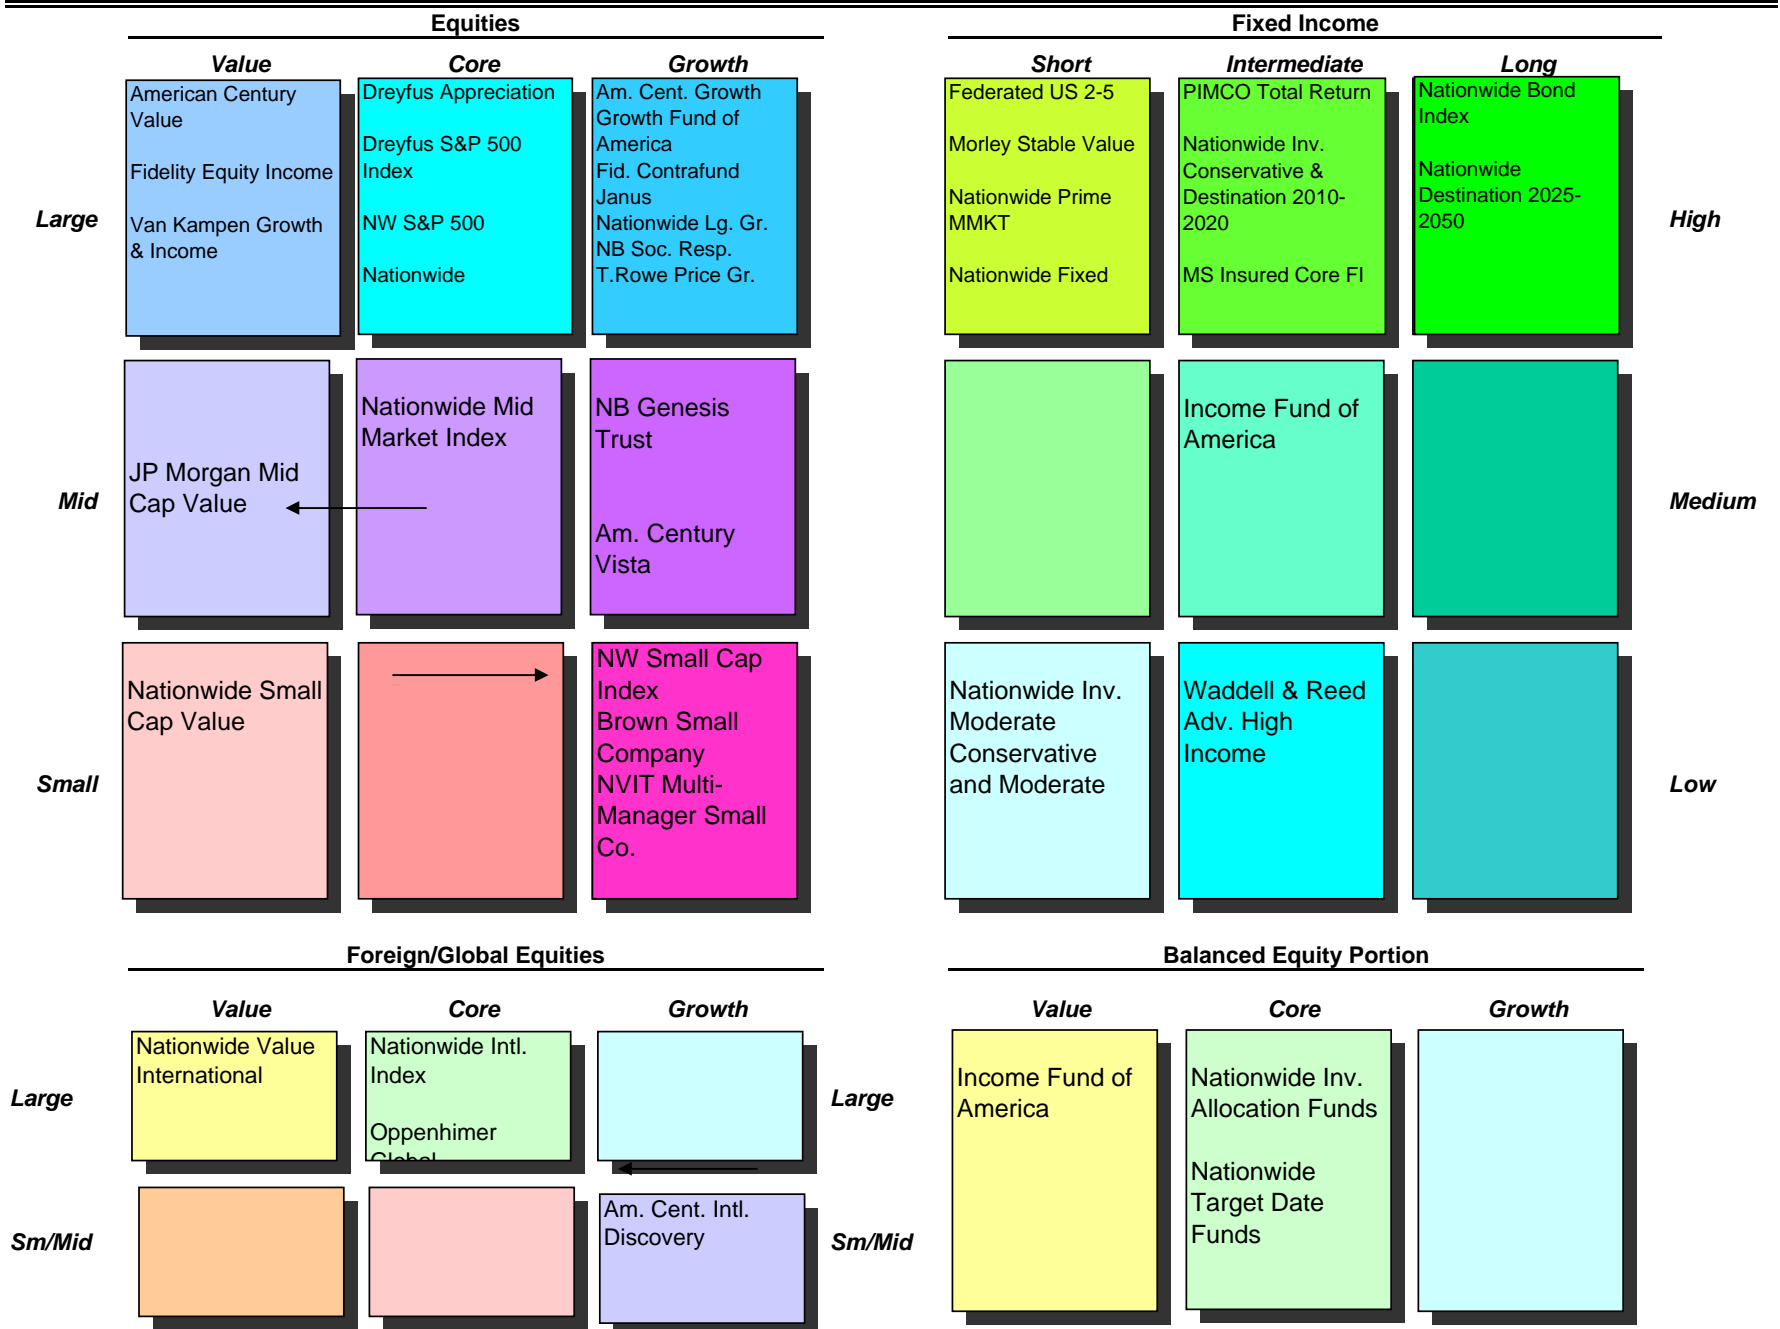 Equities
Value
Core
Growth
Large
American Century
Value
Fidelity Equity Income
Van Kampen Growth
& Income
Dreyfus Appreciation
Dreyfus S&P 500
Index
NW S&P 500
Nationwide
Am. Cent. Growth
Growth Fund of
America
Fid. Contrafund
Janus
Nationwide Lg. Gr.
NB Soc. Resp.
T.Rowe Price Gr.
Mid
JP Morgan Mid
Cap Value
Nationwide Mid
Market Index
NB Genesis
Trust
Am. Century
Vista
Small
Nationwide Small
Cap Value
NW Small Cap
Index
Brown Small
Company
NVIT Multi-
Manager Small
Co.
Fixed Income
Short
Intermediate
Long
Federated US 2-5
Morley Stable Value
Nationwide Prime
MMKT
Nationwide Fixed
PIMCO Total Return
Nationwide Inv.
Conservative &
Destination 2010-
2020
MS Insured Core FI
Nationwide Bond
Index
Nationwide
Destination 2025-
2050
High
Income Fund of
America
Medium
Nationwide Inv.
Moderate
Conservative
and Moderate
Waddell & Reed
Adv. High
Income
Low
Foreign/Global Equities
Value
Core
Growth
Large
Nationwide Value
International
Nationwide Intl.
Index
Oppenhimer
Global
Sm/Mid
Am. Cent. Intl.
Discovery
Balanced Equity Portion
Value
Core
Growth
Large
Income Fund of
America
Nationwide Inv.
Allocation Funds
Nationwide
Target Date
Funds
Sm/Mid